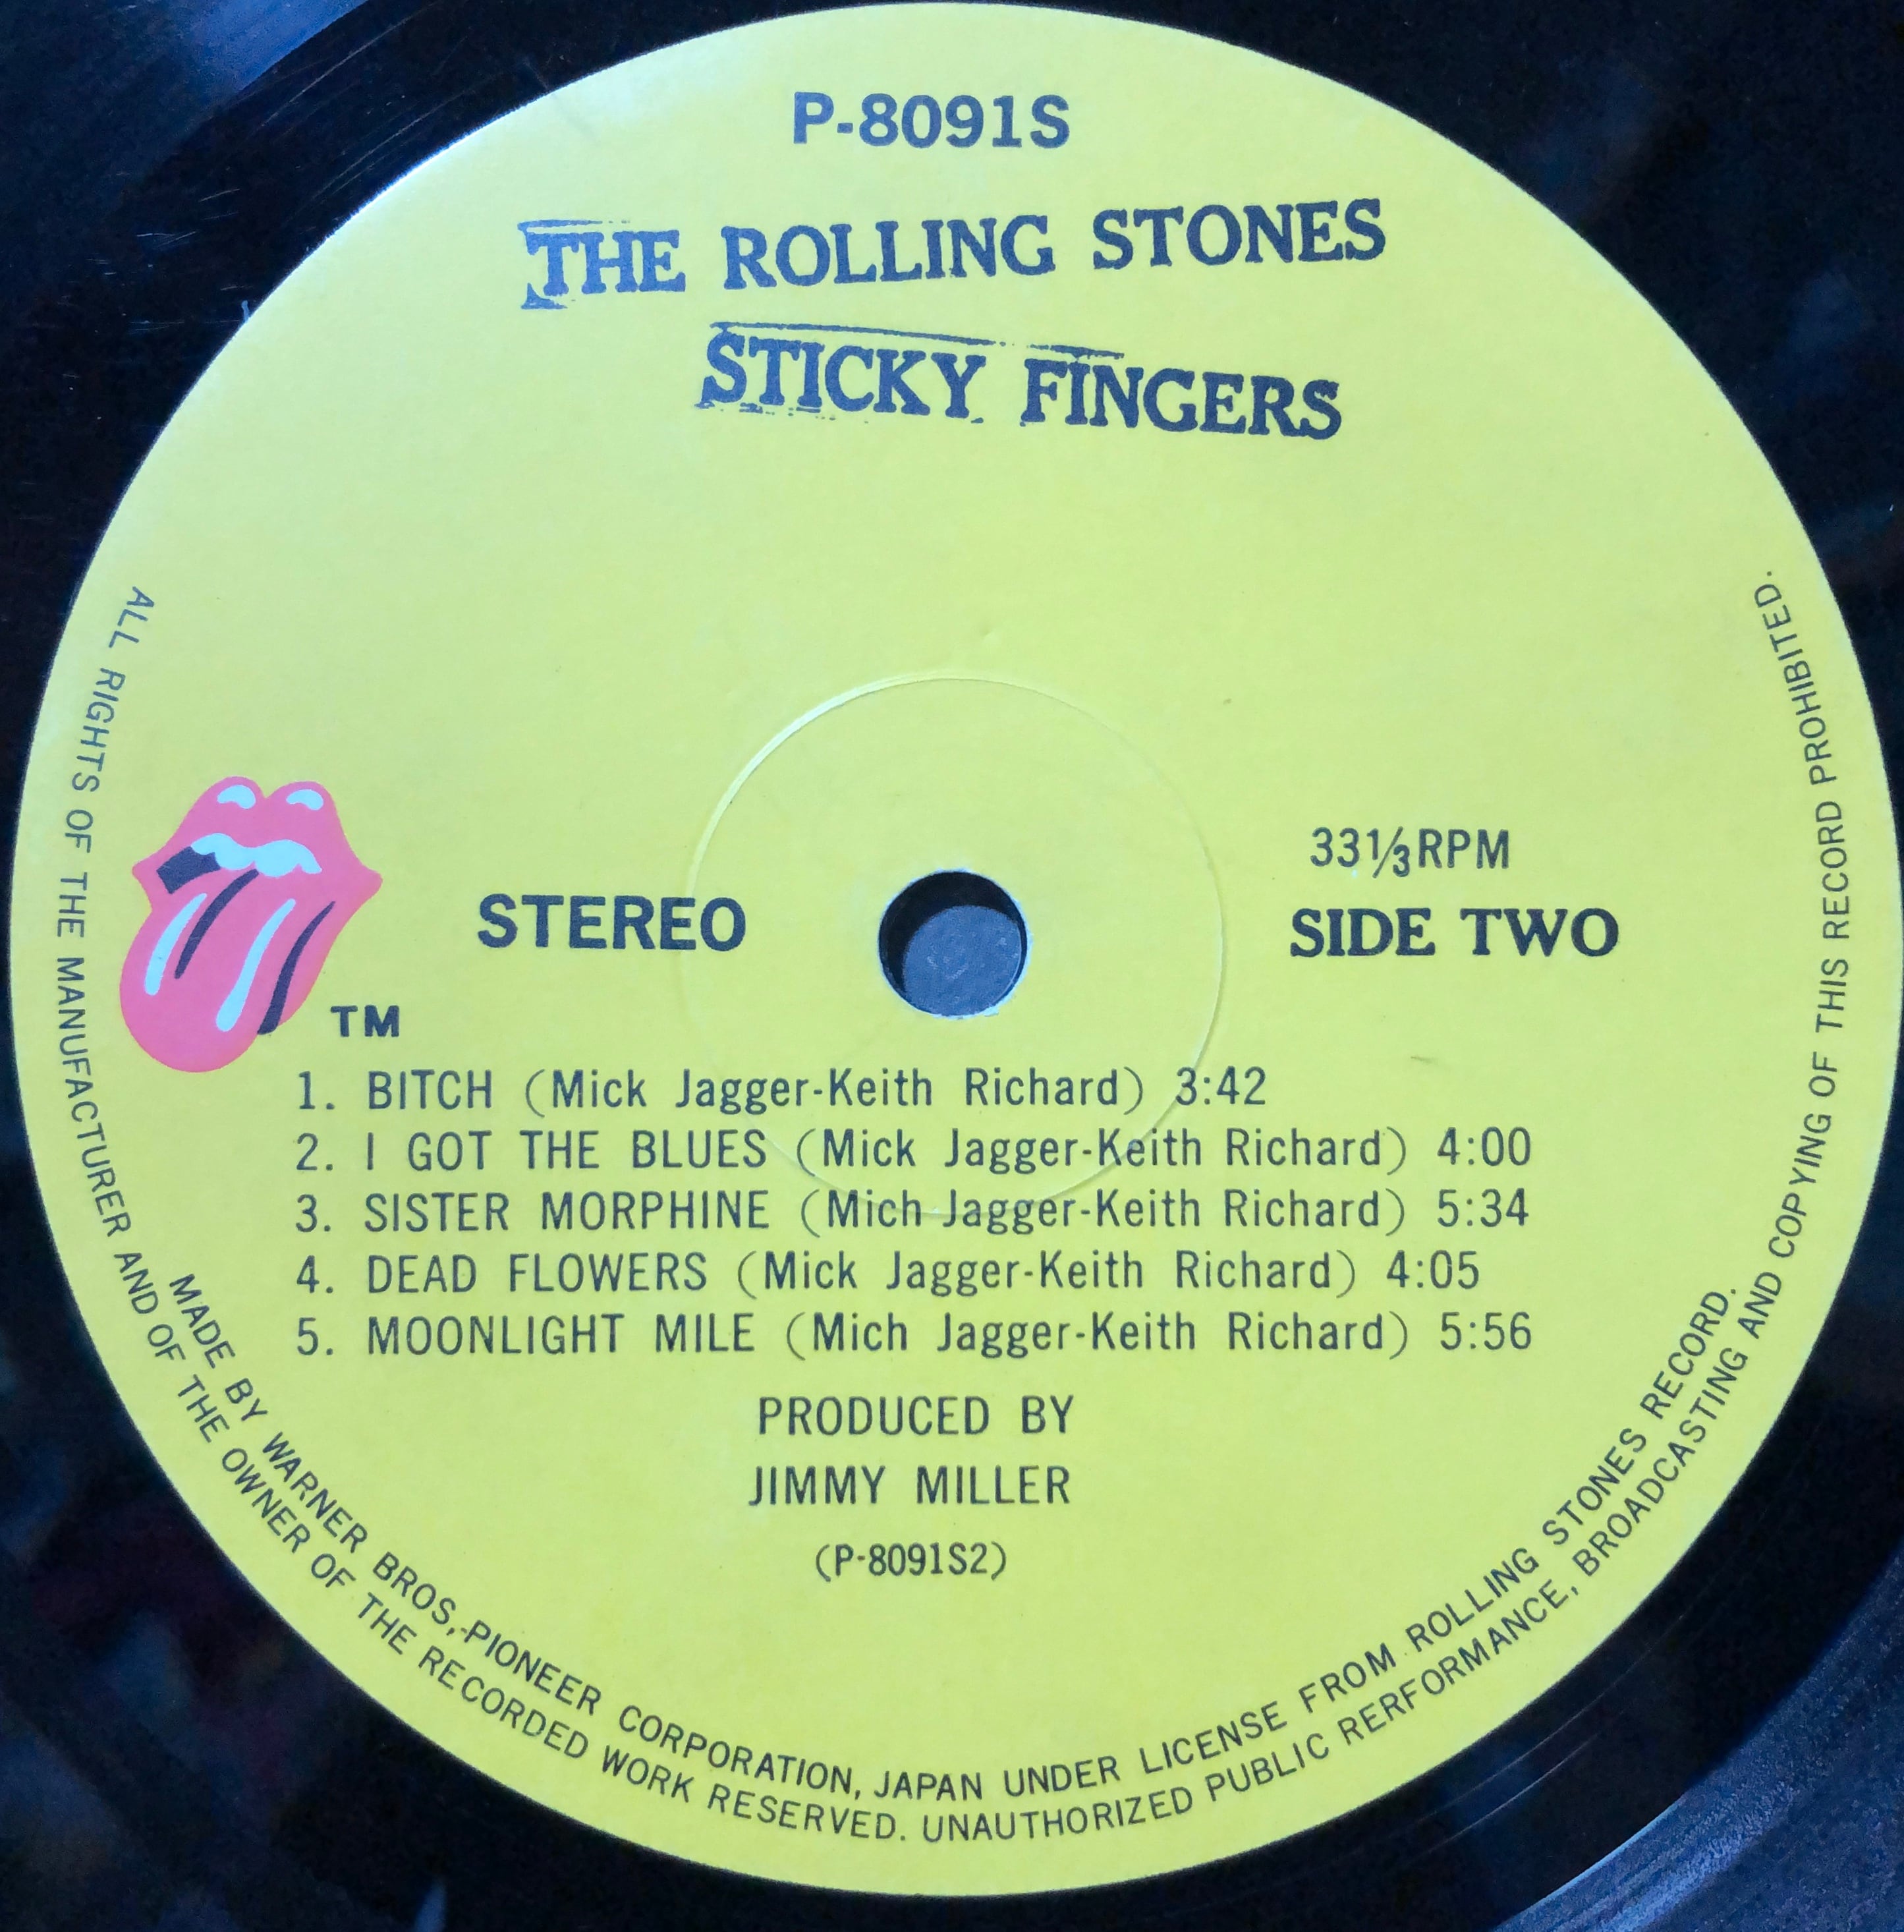 P-8091S
THE ROLLING STONES
STICKY FINGERS
33 1/3 RPM
STEREO
SIDE TWO
TM
1. BITCH (Mick Jagger-Keith Richard) 3:42
2. I GOT THE BLUES (Mick Jagger-Keith Richard) 4:00
3. SISTER MORPHINE (Mich Jagger-Keith Richard) 5:34
4. DEAD FLOWERS (Mick Jagger-Keith Richard) 4:05
5. MOONLIGHT MILE (Mich Jagger-Keith Richard) 5:56
PRODUCED BY
JIMMY MILLER
(P-8091S2)
MADE BY WARNER BROS,-PIONEER CORPORATION, JAPAN UNDER LICENSE FROM ROLLING STONES RECORD.
ALL RIGHTS OF THE MANUFACTURER AND OF THE OWNER OF THE RECORDED WORK RESERVED. UNAUTHORIZED PUBLIC RERFORMANCE, BROADCASTING AND COPYING OF THIS RECORD PROHIBITED.